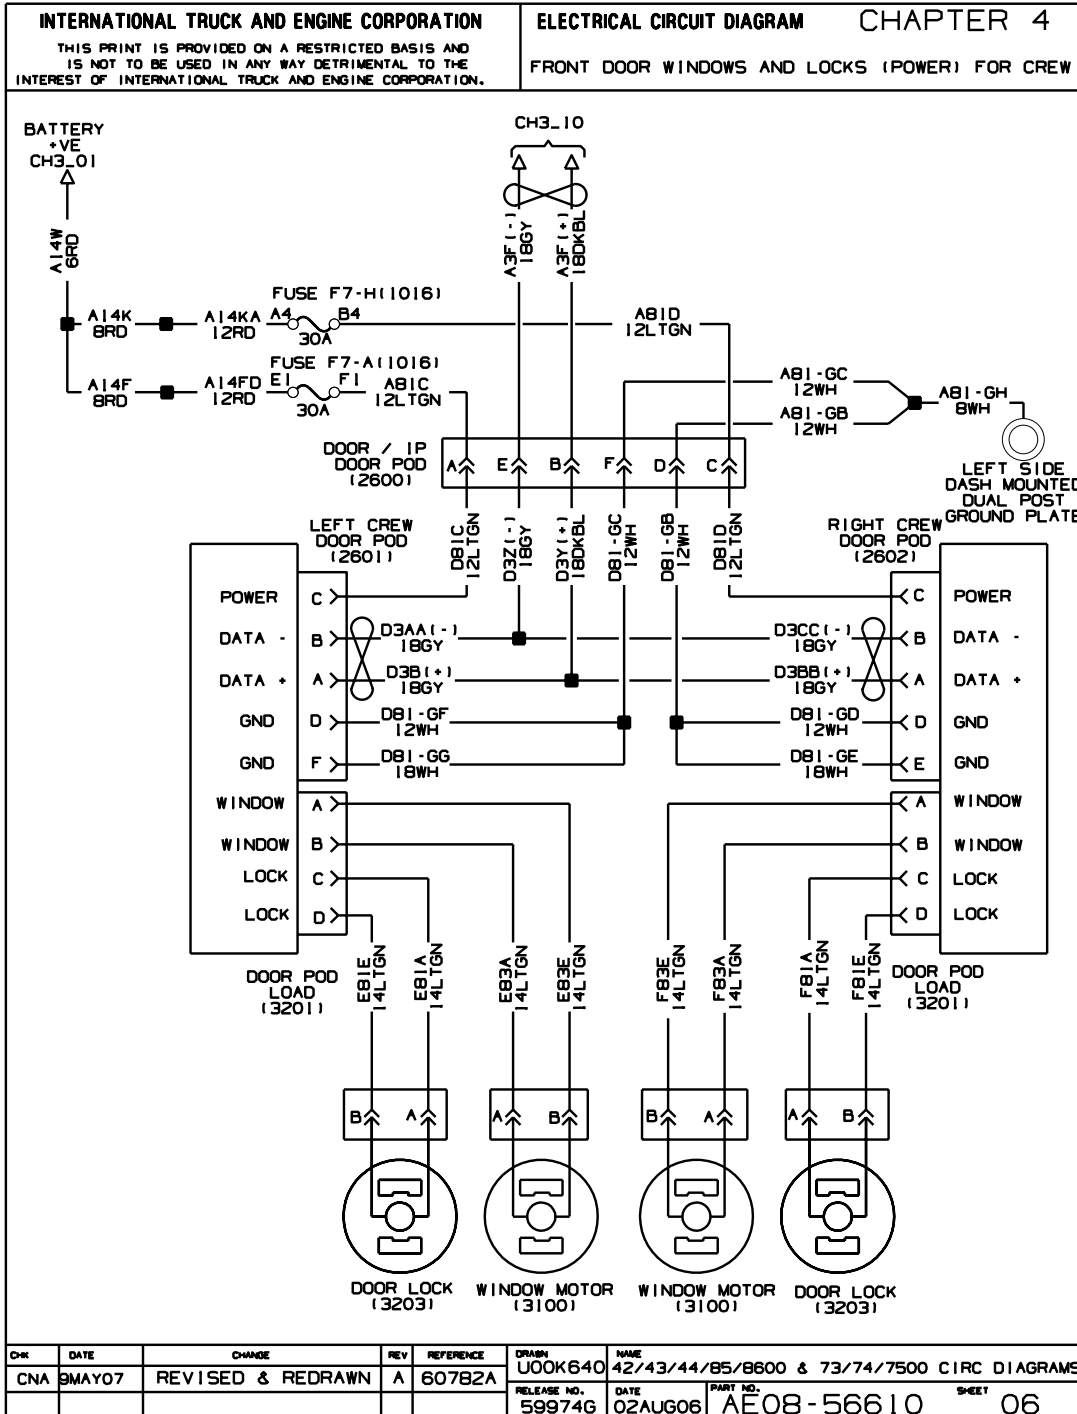 INTERNATIONAL TRUCK AND ENGINE CORPORATION
THIS PRINT IS PROVIDED ON A RESTRICTED BASIS AND
IS NOT TO BE USED IN ANY WAY DETRIMENTAL TO THE
INTEREST OF INTERNATIONAL TRUCK AND ENGINE CORPORATION.
ELECTRICAL CIRCUIT DIAGRAM
CHAPTER 4
FRONT DOOR WINDOWS AND LOCKS (POWER) FOR CREW
BATTERY
+VE
CH3_01
CH3_10
A14W
6RD
A3F(-)
18GY
A3F(+)
18DKBL
FUSE F7-H(1016)
A14K
8RD
A14KA
12RD
A4
B4
30A
A81D
12LTGN
FUSE F7-A(1016)
A14F
8RD
A14FD
12RD
E1
F1
30A
A81C
12LTGN
A81-GC
12WH
A81-GB
12WH
A81-GH
8WH
LEFT SIDE
DASH MOUNTED
DUAL POST
GROUND PLATE
DOOR / IP
DOOR POD
(2600)
A
E
B
F
D
C
D81C
12LTGN
D3Z(-)
18GY
D3Y(+)
18DKBL
D81-GC
12WH
D81-GB
12WH
D81D
12LTGN
LEFT CREW
DOOR POD
(2601)
RIGHT CREW
DOOR POD
(2602)
POWER
C
C
POWER
DATA -
B
D3AA(-)
18GY
D3CC(-)
18GY
B
DATA -
DATA +
A
D3B(+)
18GY
D3BB(+)
18GY
A
DATA +
GND
D
D81-GF
12WH
D81-GD
12WH
D
GND
GND
F
D81-GG
18WH
D81-GE
18WH
E
GND
WINDOW
A
A
WINDOW
WINDOW
B
B
WINDOW
LOCK
C
C
LOCK
LOCK
D
D
LOCK
DOOR POD
LOAD
(3201)
E81E
14LTGN
E81A
14LTGN
E83A
14LTGN
E83E
14LTGN
F83E
14LTGN
F83A
14LTGN
F81A
14LTGN
F81E
14LTGN
DOOR POD
LOAD
(3201)
B
A
A
B
B
A
A
B
DOOR LOCK
(3203)
WINDOW MOTOR
(3100)
WINDOW MOTOR
(3100)
DOOR LOCK
(3203)
CHK
DATE
CHANGE
REV
REFERENCE
CNA
9MAY07
REVISED & REDRAWN
A
60782A
DRAWN
U00K640
NAME
42/43/44/85/8600 & 73/74/7500 CIRC DIAGRAMS
RELEASE NO.
59974G
DATE
02AUG06
PART NO.
AE08-56610
SHEET
06